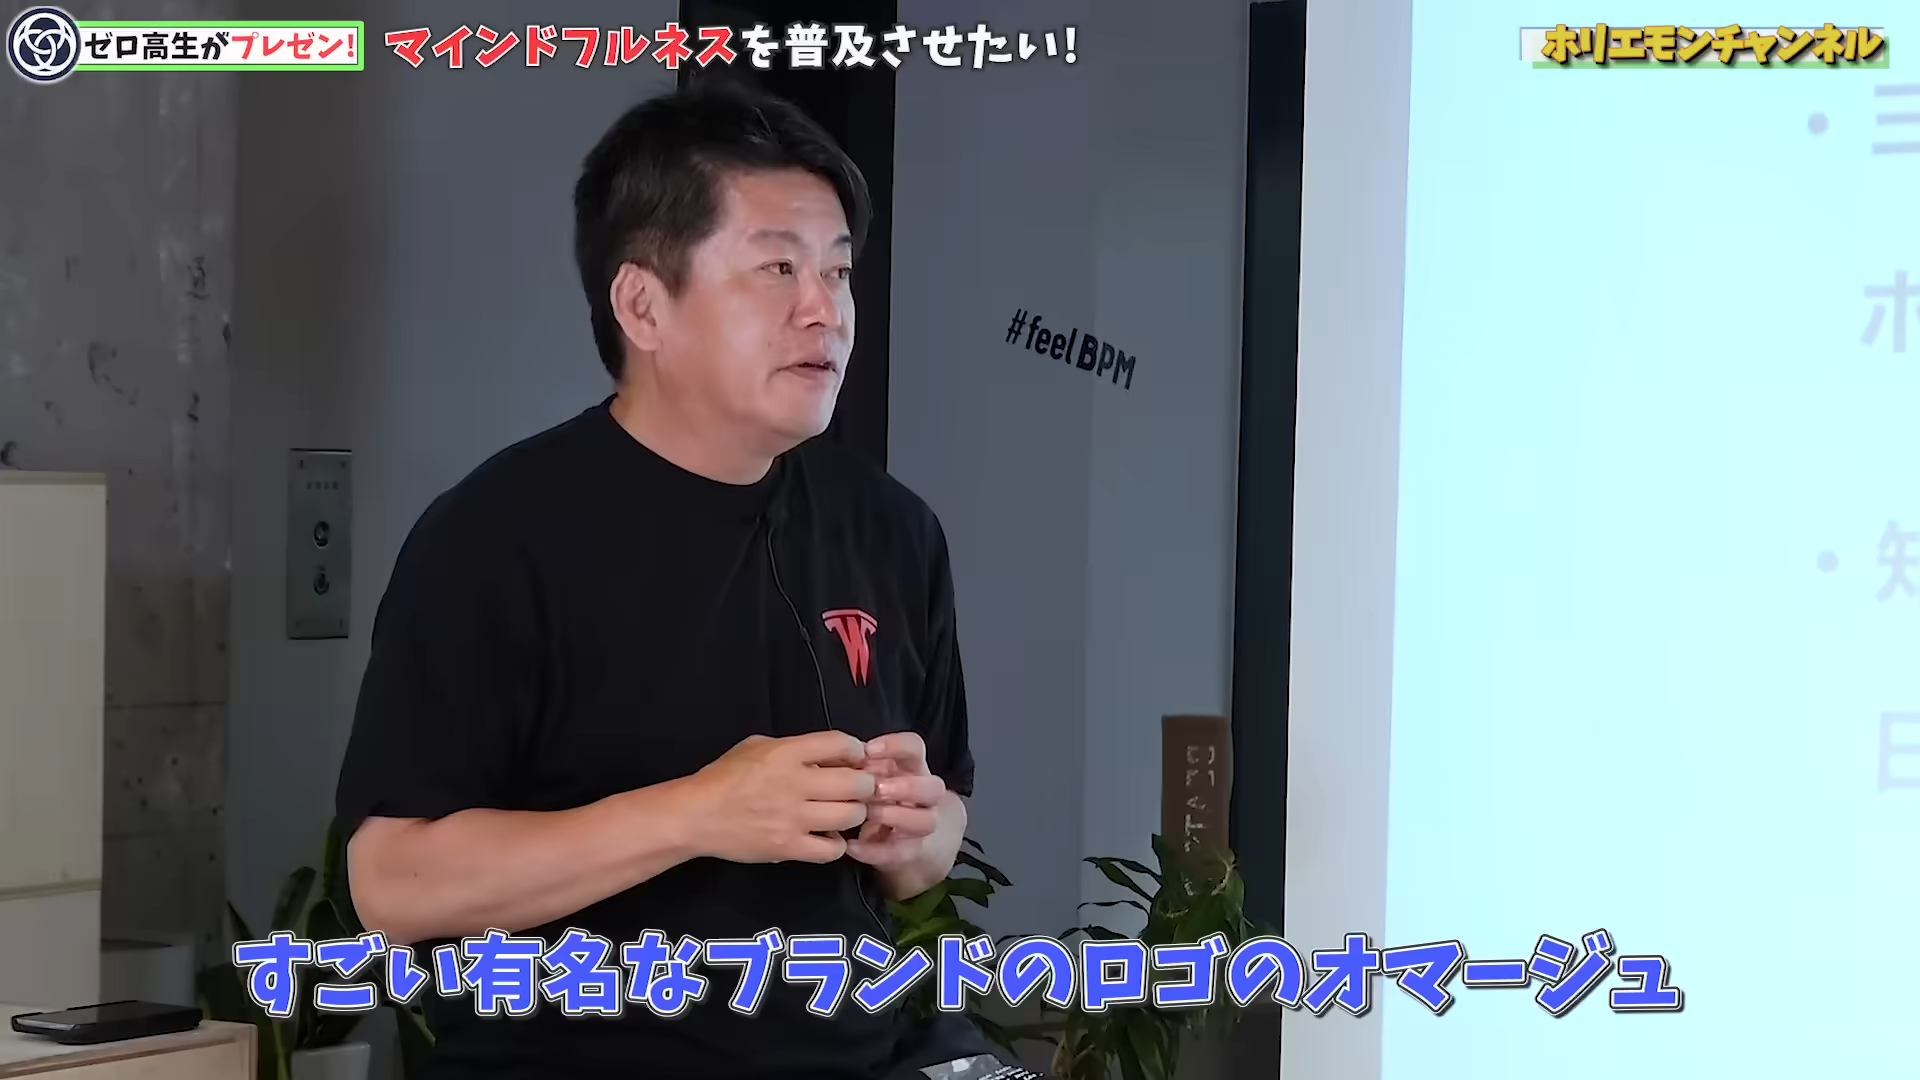 ゼロ高生がプレゼン! マインドフルネスを普及させたい!
ホリエモンチャンネル
#feelBPM
すごい有名なブランドのロゴのオマージュ